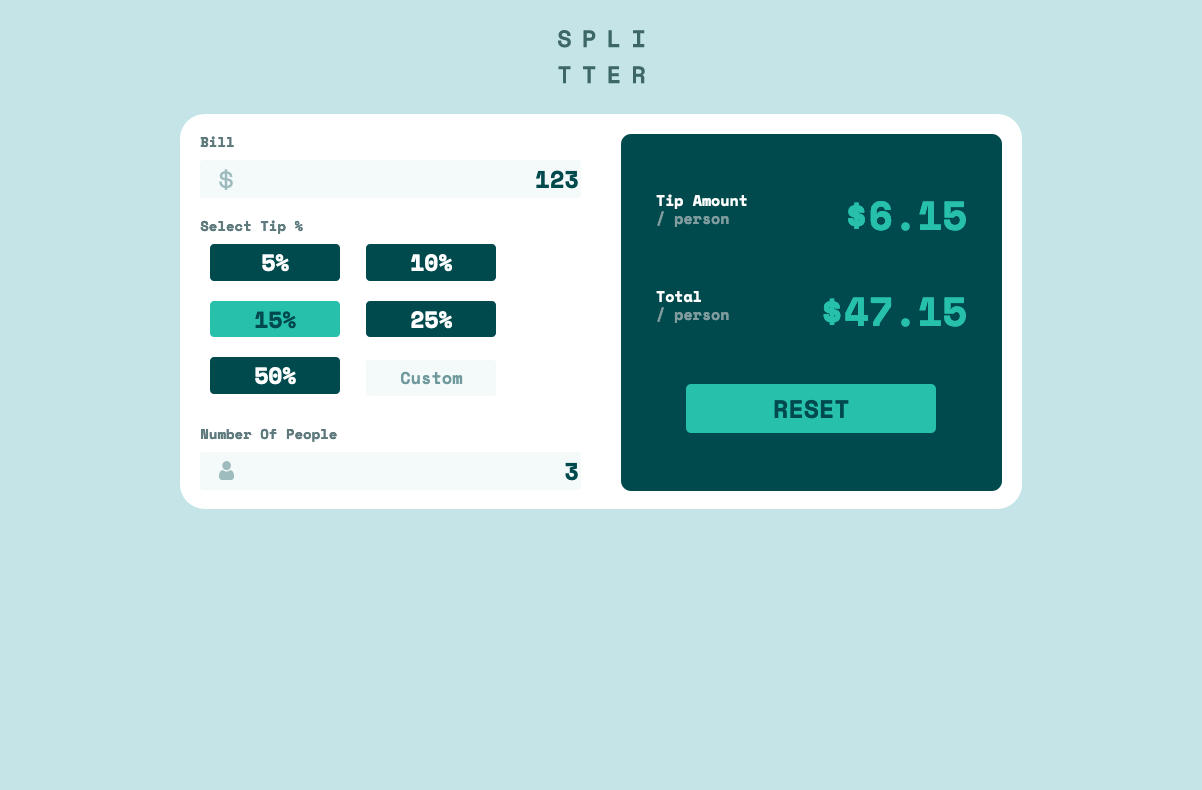 SPLI
TTER
Bill
$
123
Select Tip %
5%
10%
15%
25%
50%
Custom
Number Of People
3
Tip Amount
/ person
$6.15
Total
/ person
$47.15
RESET